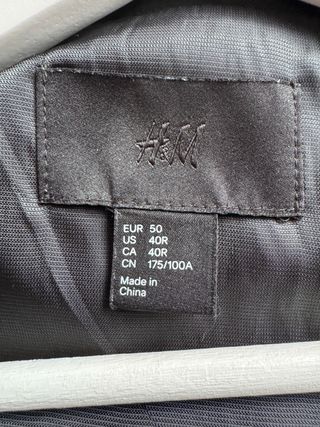 H&M
EUR 50
US 40R
CA 40R
CN 175/100A
Made in
China